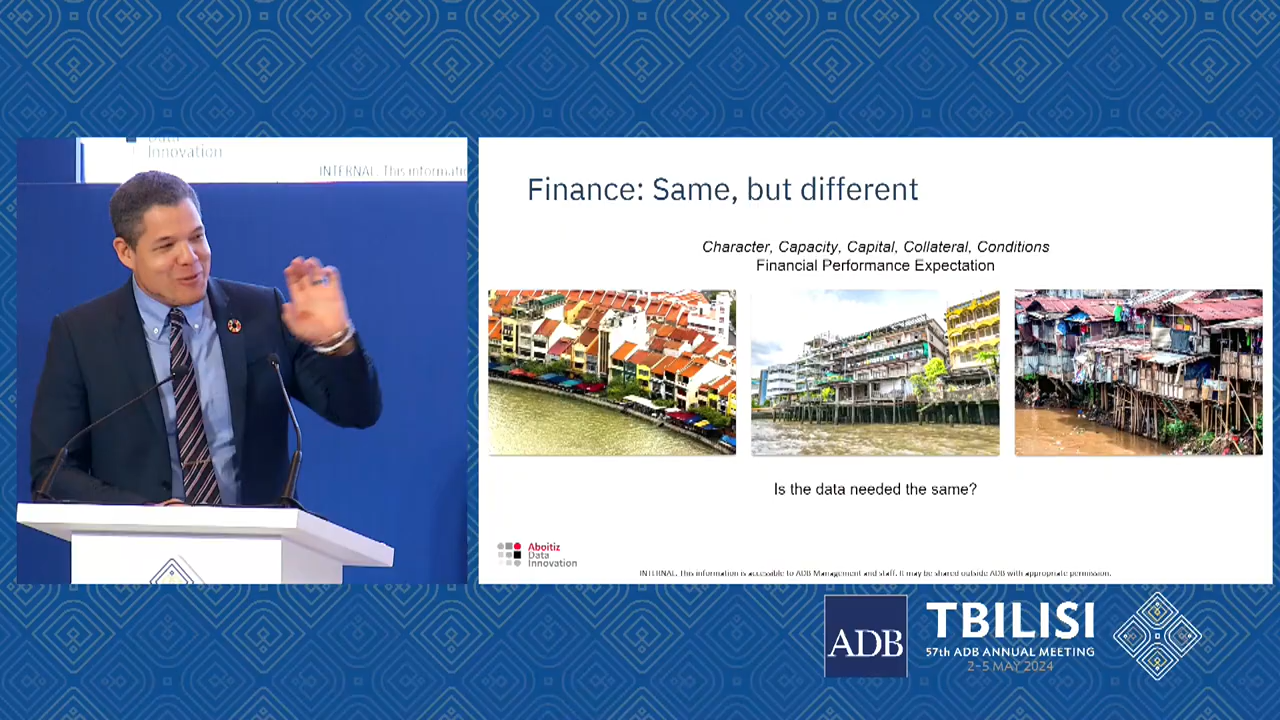 Innovation
INTERNAL. This informati
Finance: Same, but different
Character, Capacity, Capital, Collateral, Conditions
Financial Performance Expectation
Is the data needed the same?
Aboitiz
Data
Innovation
INTERNAL. This information is accessible to ADB Management and staff. It may be shared outside ADB with appropriate permission.
ADB
TBILISI
57th ADB ANNUAL MEETING
2-5 MAY 2024